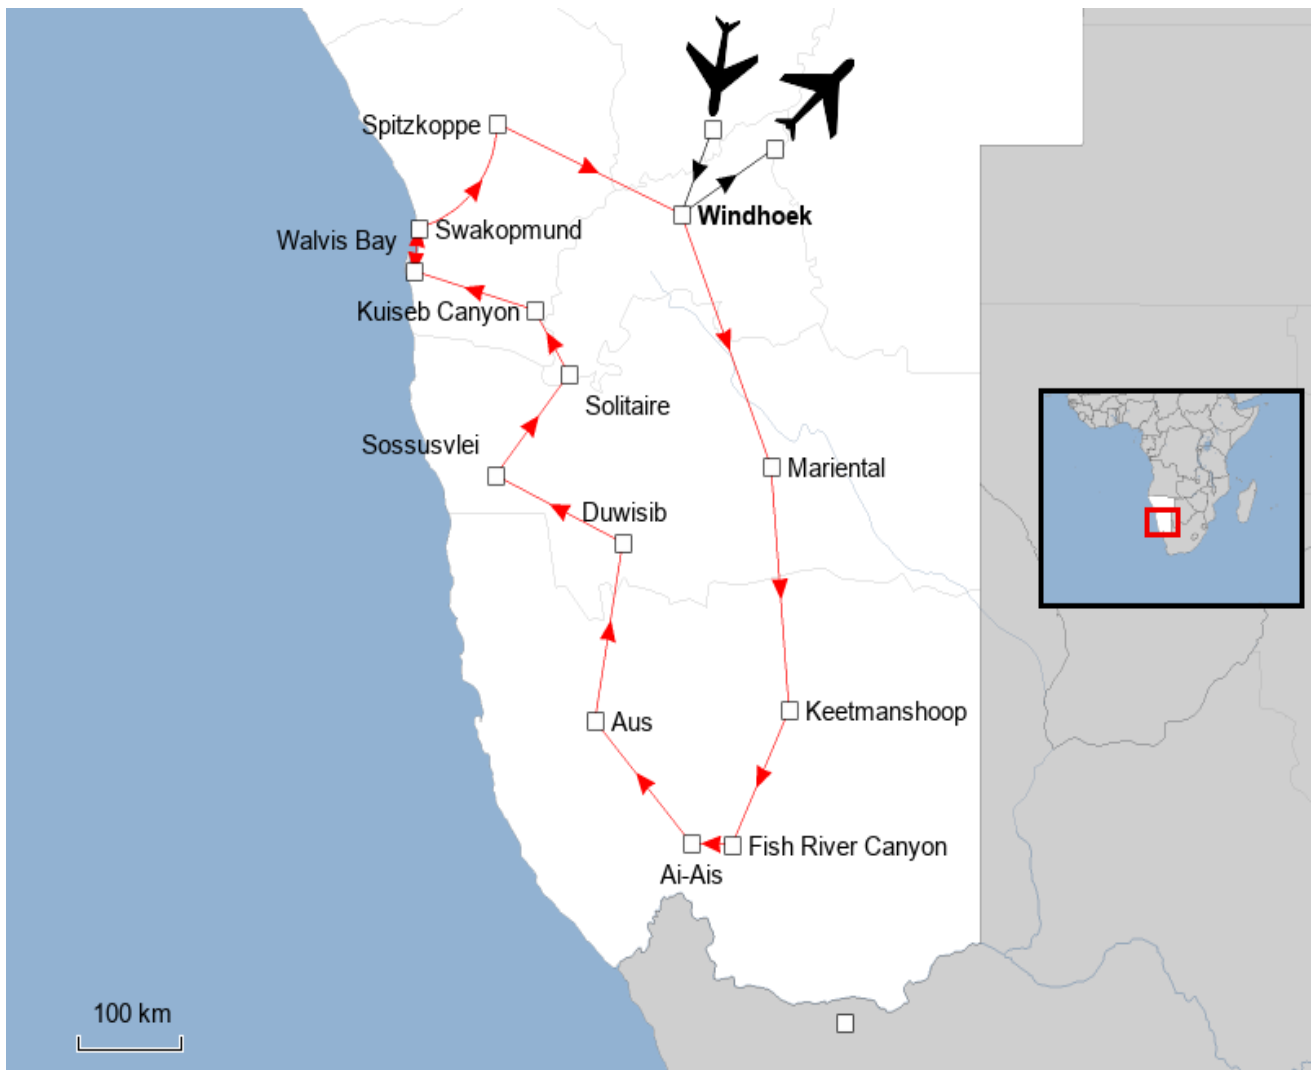 Spitzkoppe
Windhoek
Swakopmund
Walvis Bay
Kuiseb Canyon
Solitaire
Sossusvlei
Mariental
Duwisib
Keetmanshoop
Aus
Fish River Canyon
Ai-Ais
100 km